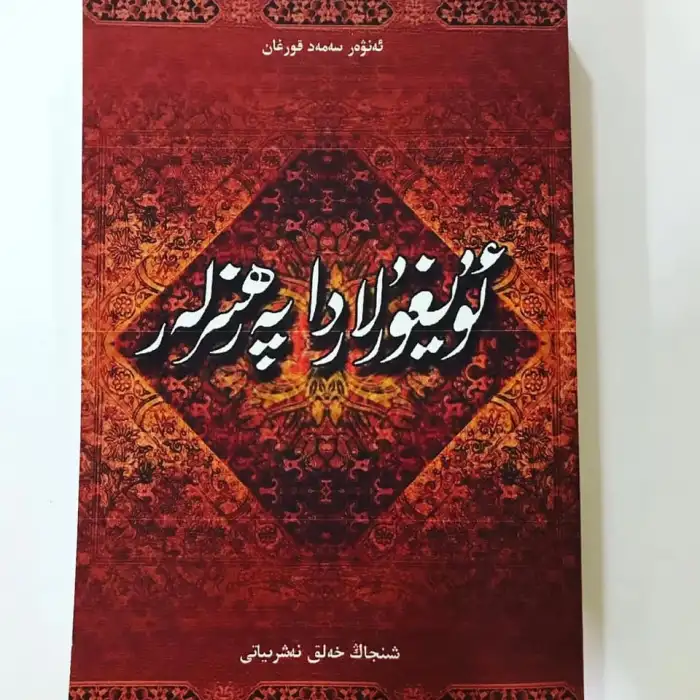 ئەنۋەر سەمەد قورغان
ئۇيغۇرلاردا پەرھىزلەر
شىنجاڭ خەلق نەشرىياتى